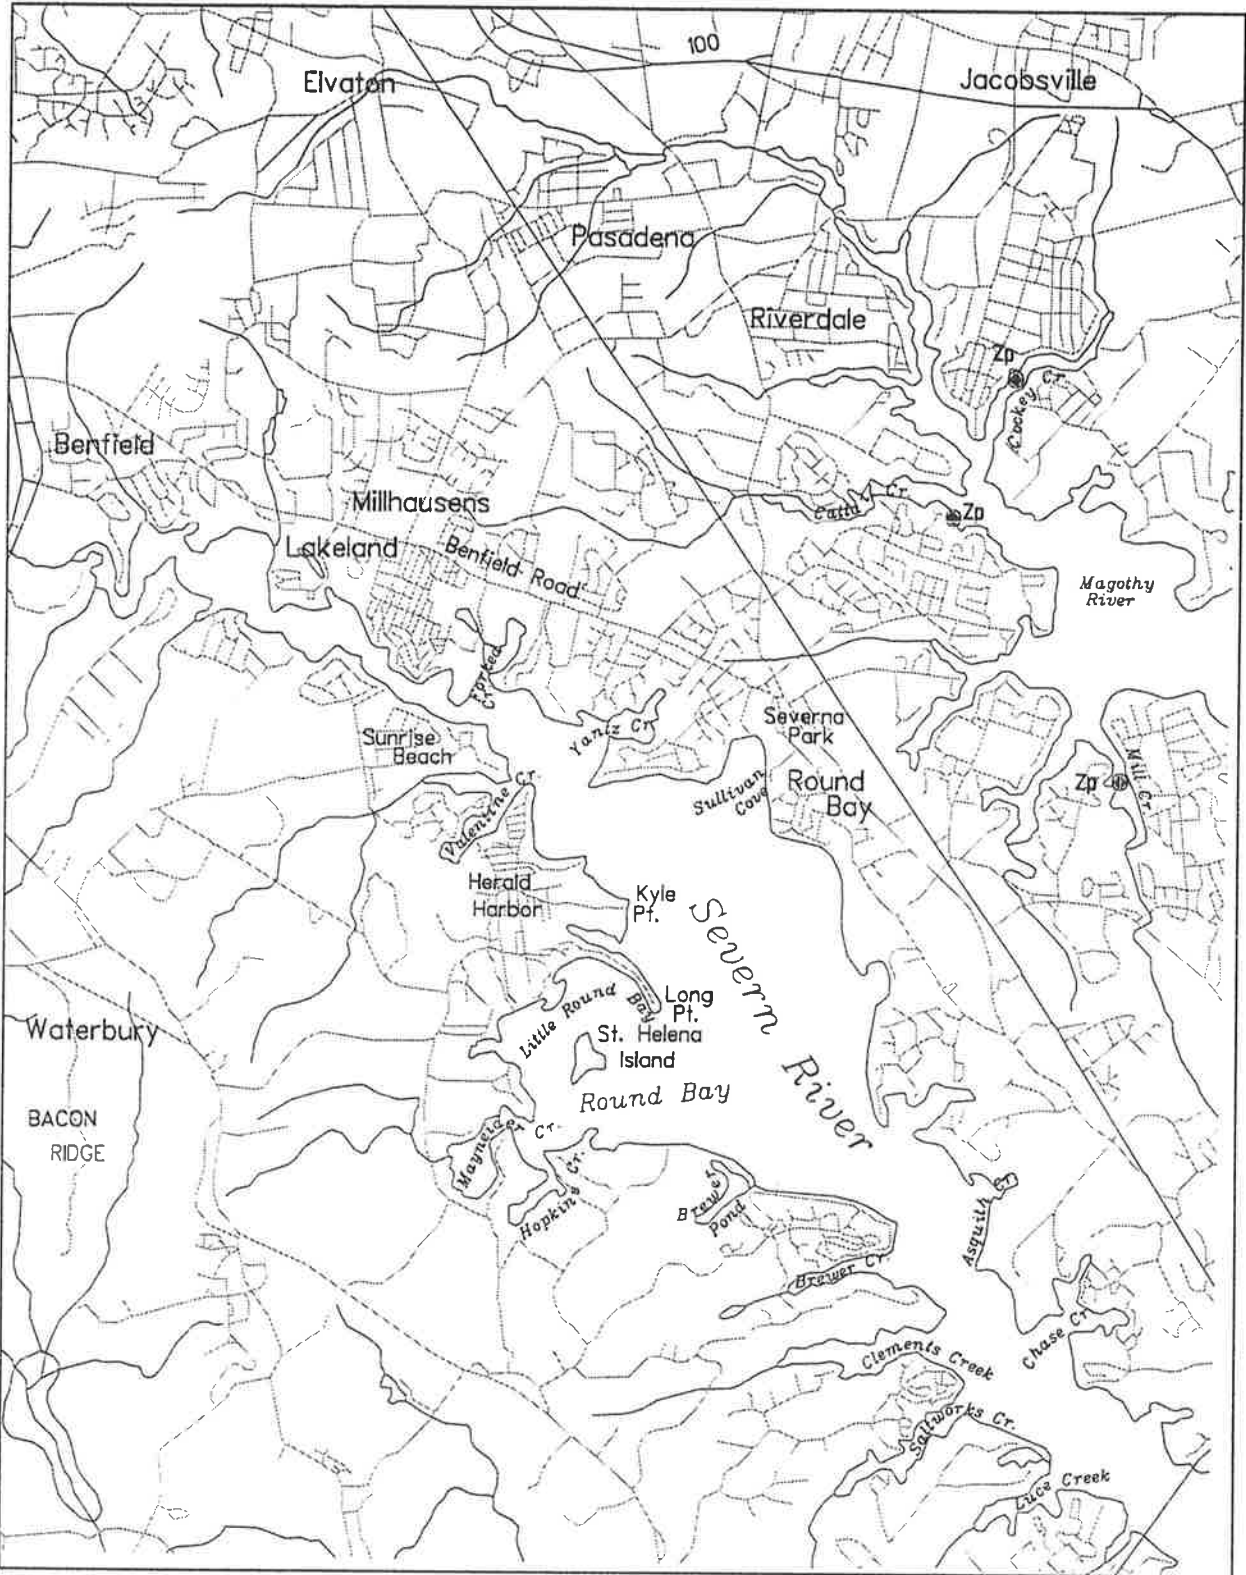 100
Elvaton
Jacobsville
Pasadena
Riverdale
Zp
Cockey Cr.
Benfield
Millhausens
Cr.
Zp
Lakeland
Benfield Road
Magothy
River
Forked
Cr.
Severna
Park
Yantz Cr.
Sunrise
Beach
Sullivan
Cove
Round
Bay
Zp
Mill Cr.
Valentine Cr.
Herald
Harbor
Kyle
Pt.
Severn River
Long
Pt.
Little Round Bay
St. Helena
Island
Waterbury
Round Bay
BACON
RIDGE
Maynedier Cr.
Hopkins Cr.
Brewer
Pond
Asquith Cr.
Brewer Cr.
Chase Cr.
Clements Creek
Saltworks Cr.
Luce Creek